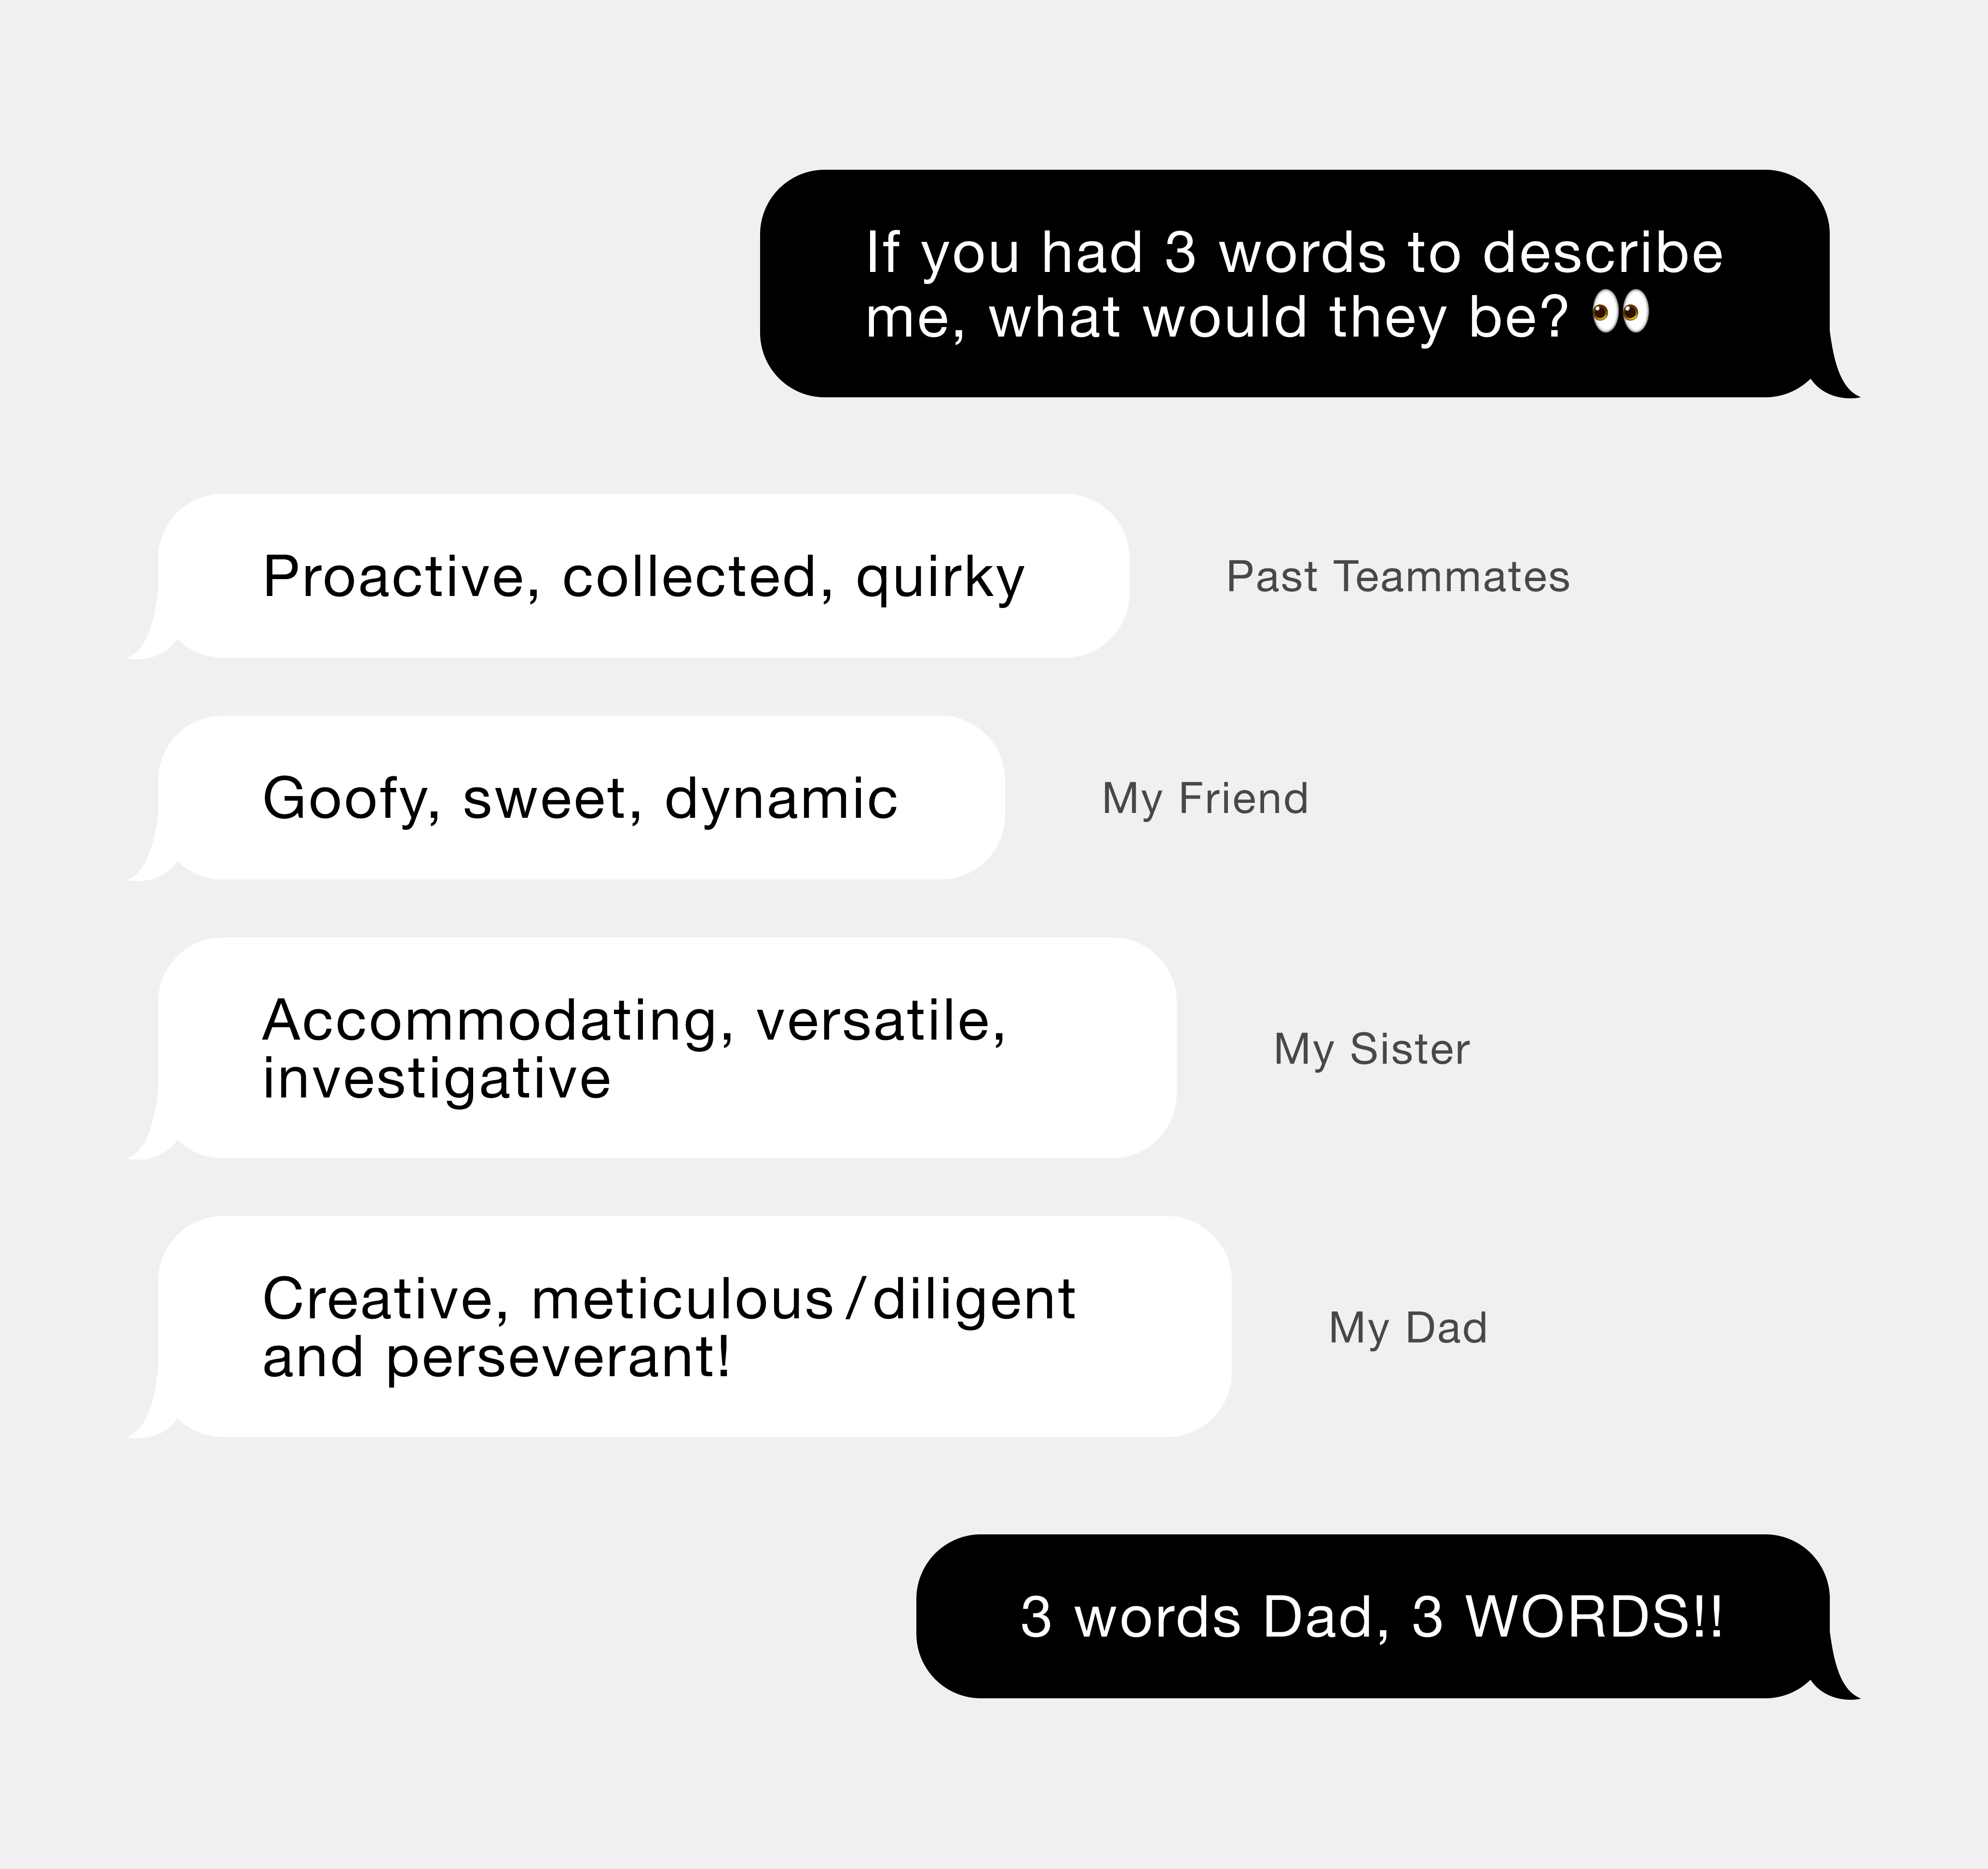 If you had 3 words to describe
me, what would they be? 👀
Proactive, collected, quirky
Past Teammates
Goofy, sweet, dynamic
My Friend
Accommodating, versatile,
investigative
My Sister
Creative, meticulous/diligent
and perseverant!
My Dad
3 words Dad, 3 WORDS!!